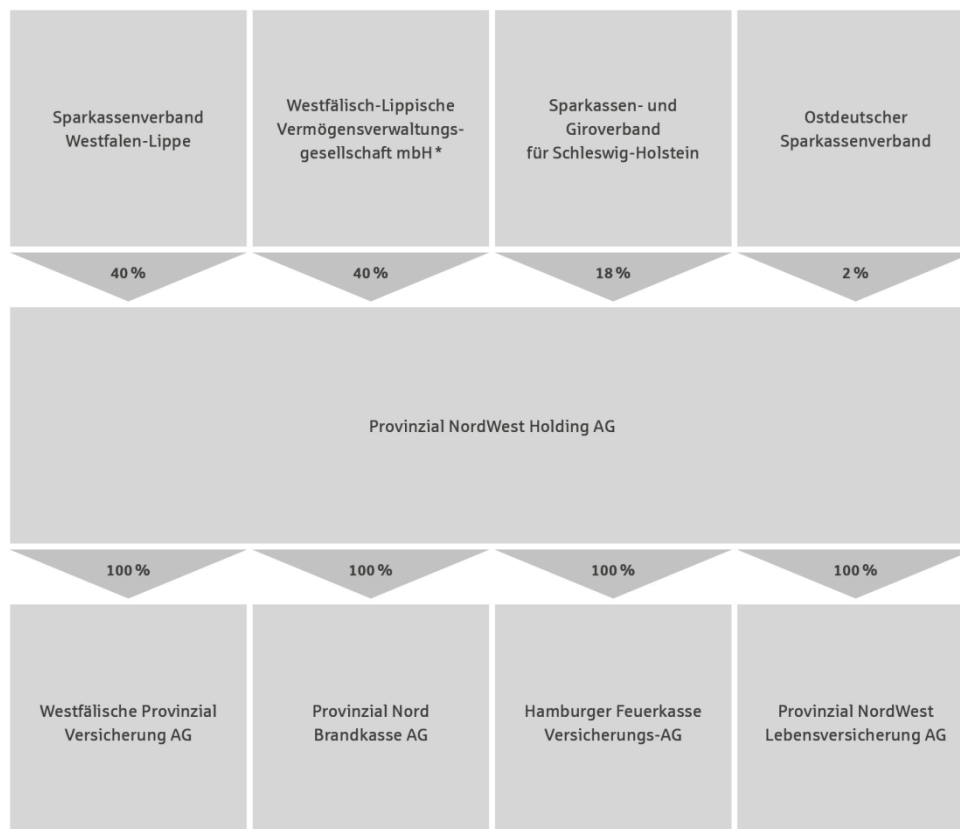 Sparkassenverband
Westfalen-Lippe
Westfälisch-Lippische
Vermögensverwaltungs-
gesellschaft mbH *
Sparkassen- und
Giroverband
für Schleswig-Holstein
Ostdeutscher
Sparkassenverband
40 %
40 %
18 %
2 %
Provinzial NordWest Holding AG
100 %
100 %
100 %
100 %
Westfälische Provinzial
Versicherung AG
Provinzial Nord
Brandkasse AG
Hamburger Feuerkasse
Versicherungs-AG
Provinzial NordWest
Lebensversicherung AG